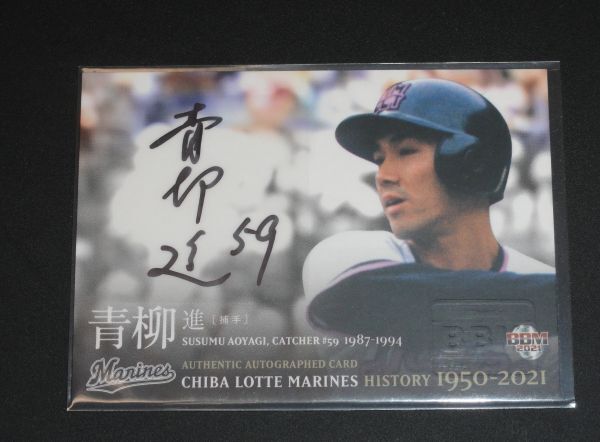 青柳
進 59
青柳 進 [捕手]
SUSUMU AOYAGI, CATCHER #59 1987-1994
Marines
AUTHENTIC AUTOGRAPHED CARD
CHIBA LOTTE MARINES HISTORY 1950-2021
BBM
2021